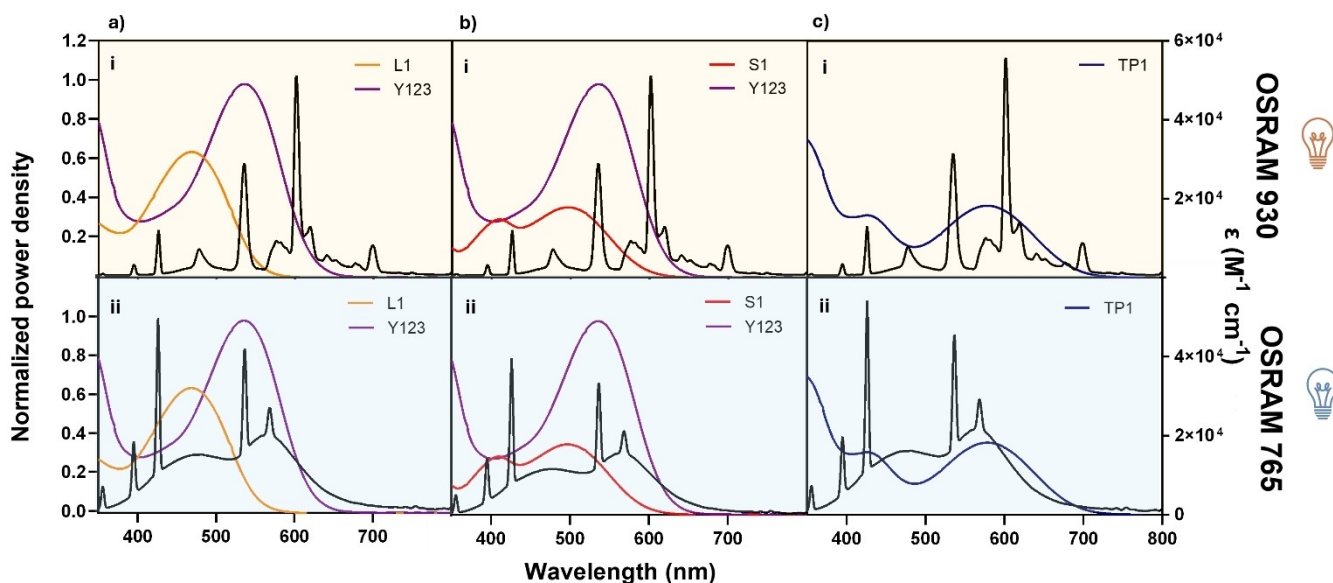 a)
b)
c)
1.2
1.0
0.8
0.6
0.4
0.2
i
L1
Y123
i
S1
Y123
i
TP1
6×10⁴
4×10⁴
2×10⁴
OSRAM 930
ii
L1
Y123
ii
S1
Y123
ii
TP1
1.0
0.8
0.6
0.4
0.2
0.0
4×10⁴
2×10⁴
0
OSRAM 765
Normalized power density
ε (M⁻¹ cm⁻¹)
400 500 600 700 400 500 600 700 400 500 600 700 800
Wavelength (nm)